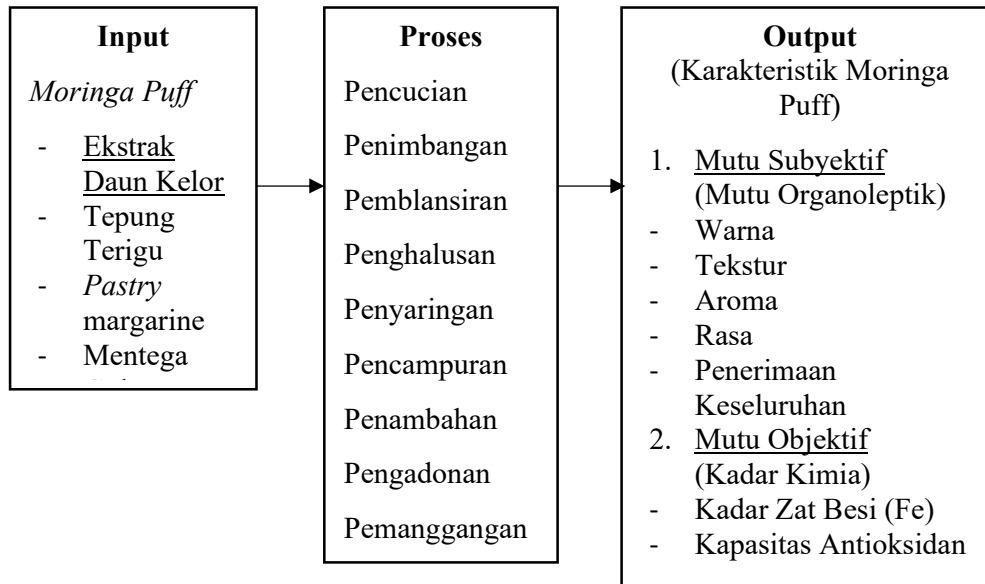 Input
Moringa Puff
- Ekstrak
Daun Kelor
- Tepung
Terigu
- Pastry
margarine
- Mentega
Proses
Pencucian
Penimbangan
Pemblansiran
Penghalusan
Penyaringan
Pencampuran
Penambahan
Pengadonan
Pemanggangan
Output
(Karakteristik Moringa
Puff)
1. Mutu Subyektif
(Mutu Organoleptik)
- Warna
- Tekstur
- Aroma
- Rasa
- Penerimaan
Keseluruhan
2. Mutu Objektif
(Kadar Kimia)
- Kadar Zat Besi (Fe)
- Kapasitas Antioksidan